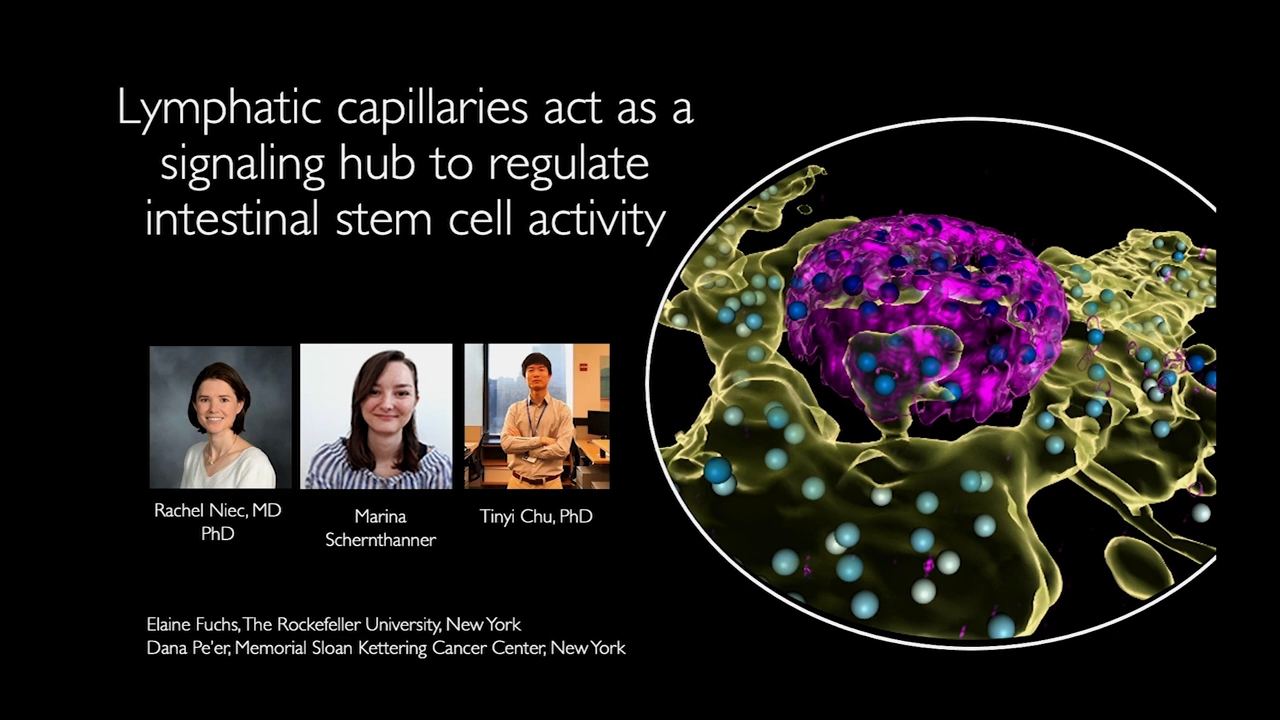 Lymphatic capillaries act as a
signaling hub to regulate
intestinal stem cell activity
Rachel Niec, MD
PhD
Marina
Schernthanner
Tinyi Chu, PhD
Elaine Fuchs, The Rockefeller University, New York
Dana Pe'er, Memorial Sloan Kettering Cancer Center, New York